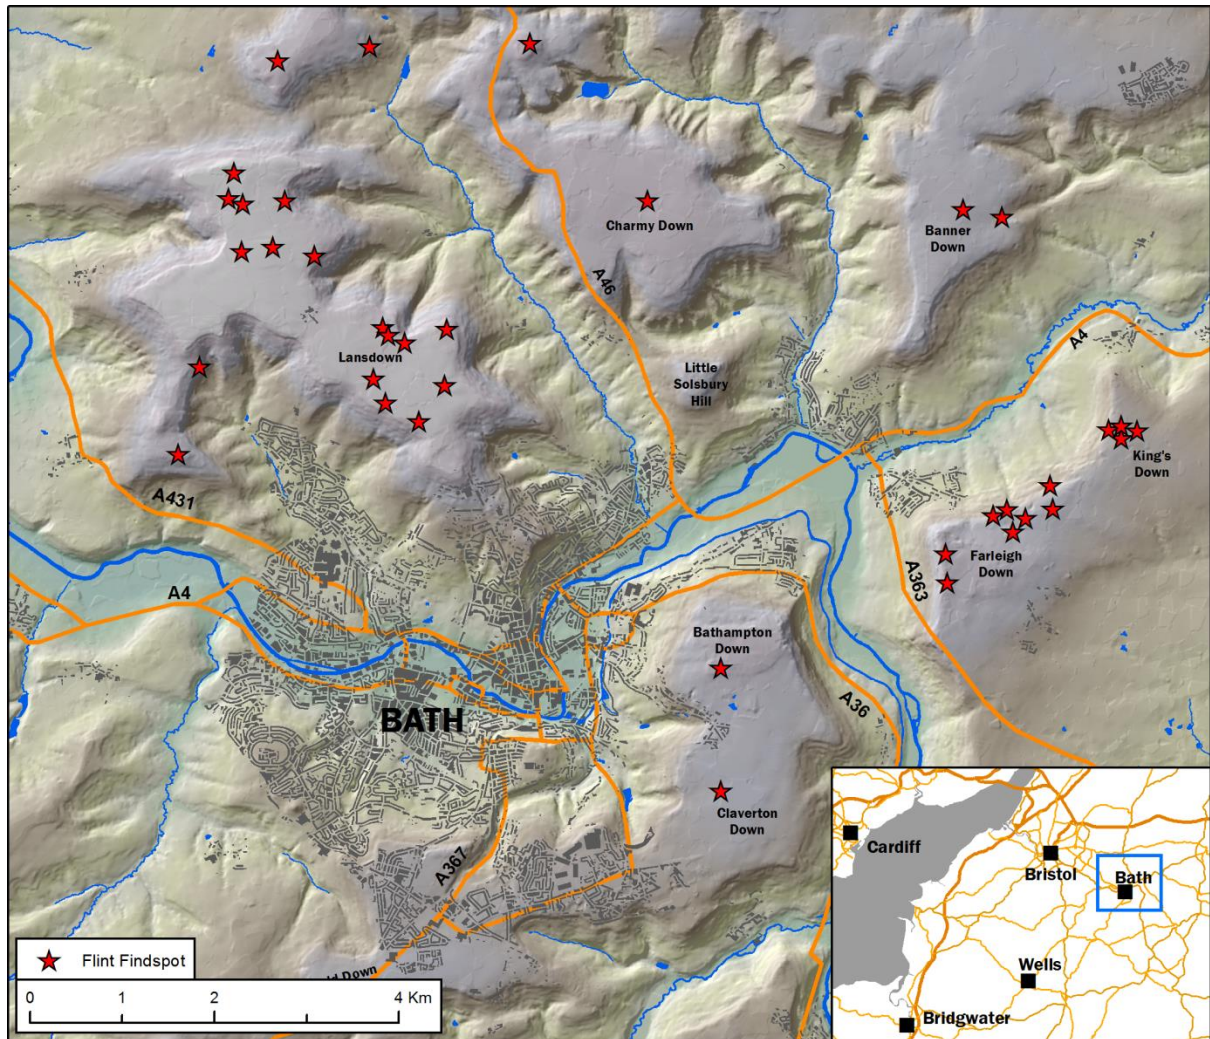 Charmy Down
Banner
Down
A46
A4
Lansdown
Little
Solsbury
Hill
King's
Down
A431
Farleigh
Down
A363
A4
Bathampton
Down
A36
BATH
Claverton
Down
A367
Down
Flint Findspot
0 1 2 4 Km
Cardiff
Bristol
Bath
Wells
Bridgwater